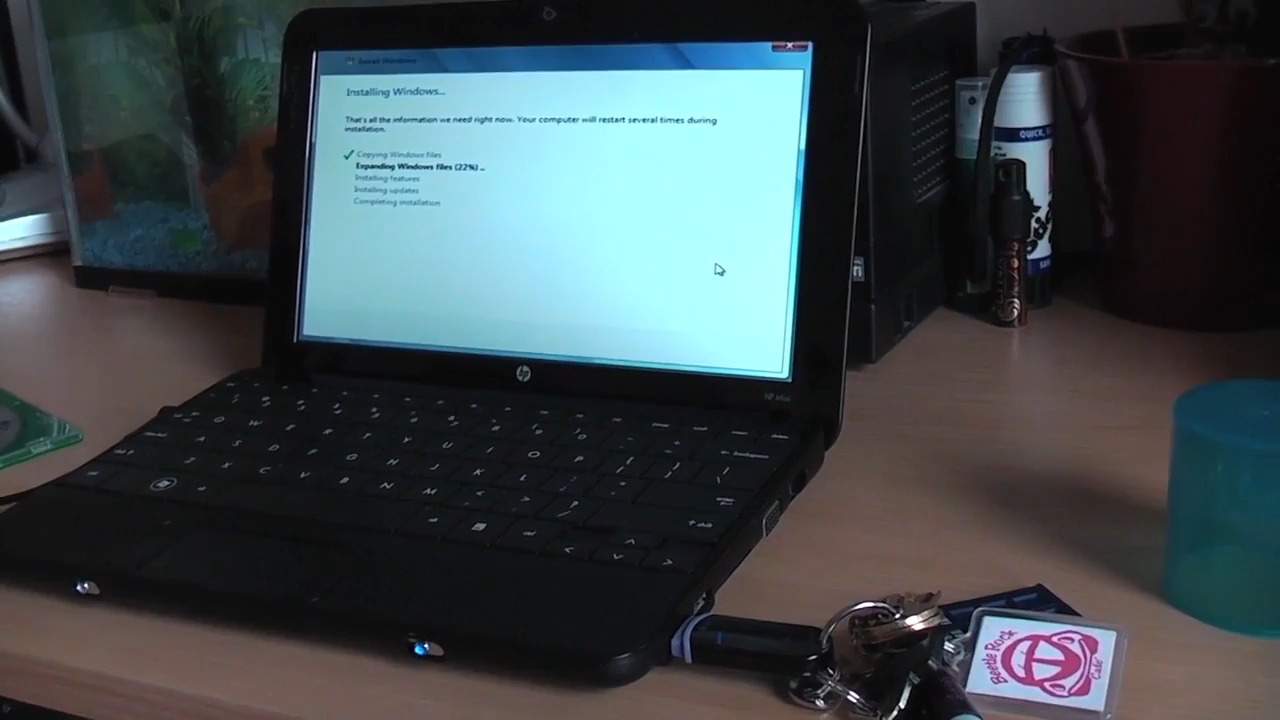 Install Windows
Installing Windows...
That's all the information we need right now. Your computer will restart several times during
installation.
Copying Windows files
Expanding Windows files (22%) ...
Installing features
Installing updates
Completing installation
hp
HP Mini
QUICK,
W E R T Y U I O P
A S D F G H J K L
Z X C V B N M
Beetle Rock
Café